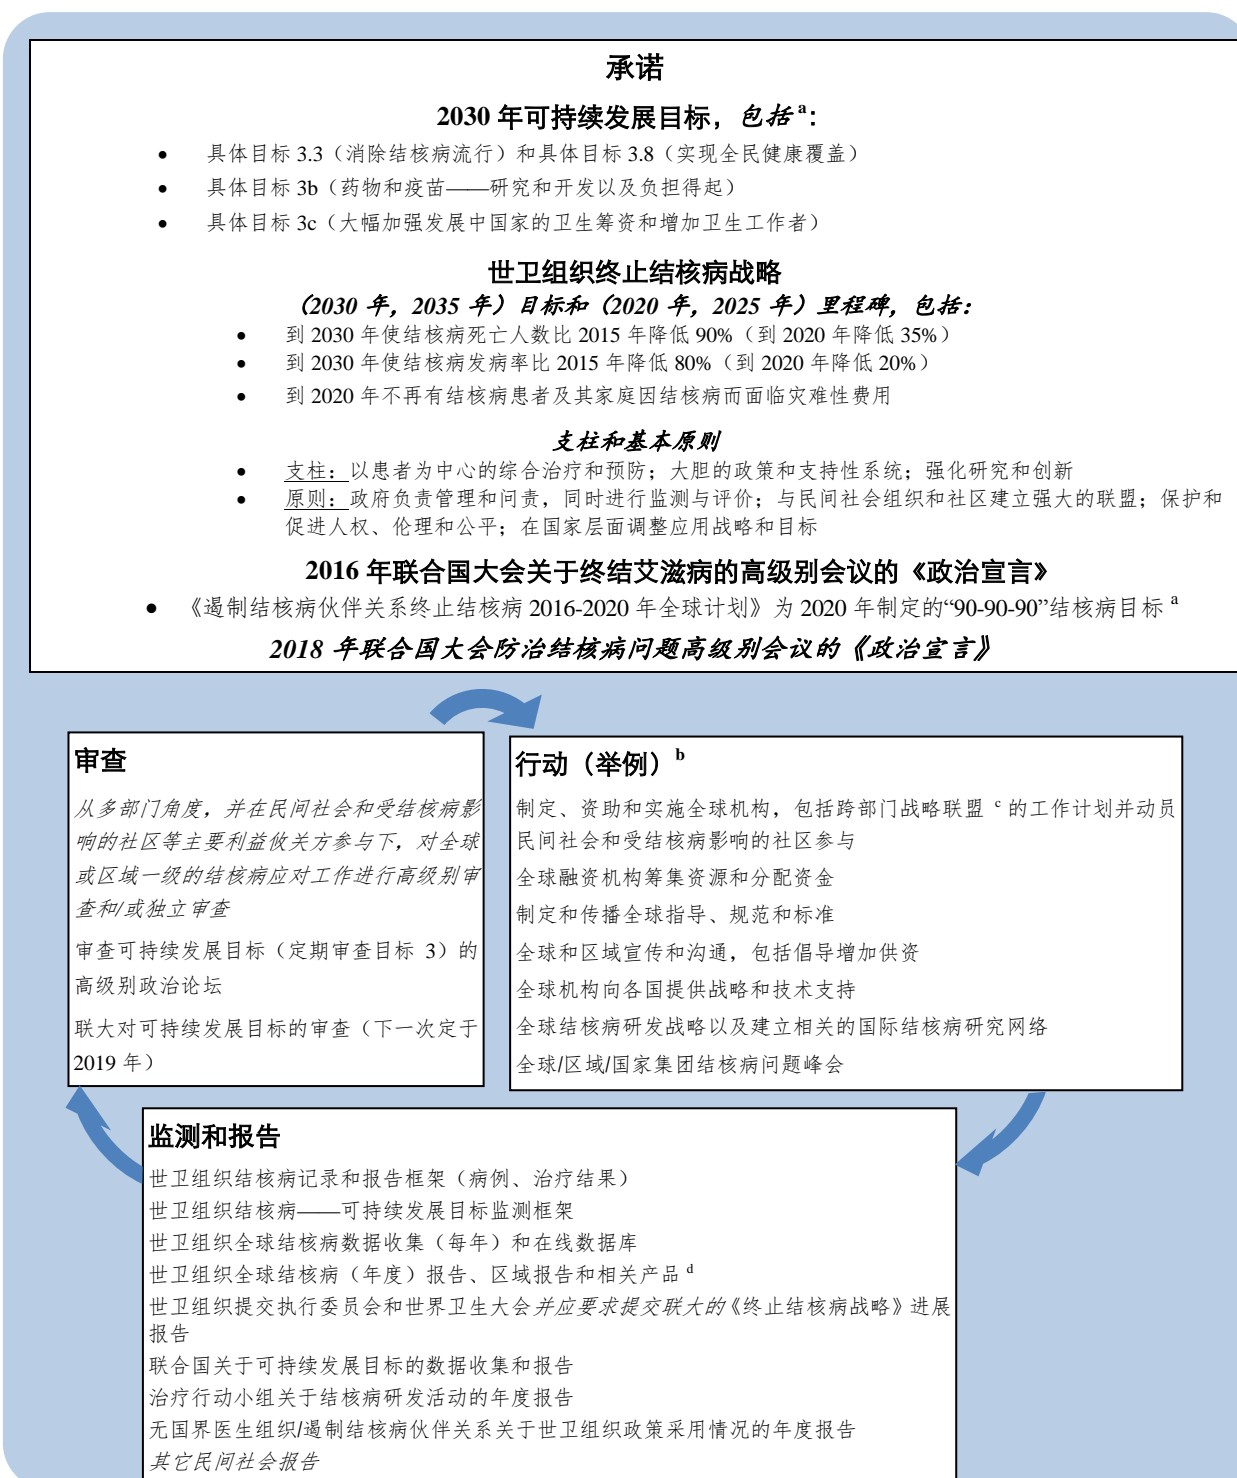 承诺
2030 年可持续发展目标，包括 a：
• 具体目标 3.3（消除结核病流行）和具体目标 3.8（实现全民健康覆盖）
• 具体目标 3b（药物和疫苗——研究和开发以及负担得起）
• 具体目标 3c（大幅加强发展中国家的卫生筹资和增加卫生工作者）
世卫组织终止结核病战略
（2030 年，2035 年）目标和（2020 年，2025 年）里程碑，包括：
• 到 2030 年使结核病死亡人数比 2015 年降低 90%（到 2020 年降低 35%）
• 到 2030 年使结核病发病率比 2015 年降低 80%（到 2020 年降低 20%）
• 到 2020 年不再有结核病患者及其家庭因结核病而面临灾难性费用
支柱和基本原则
• 支柱：以患者为中心的综合治疗和预防；大胆的政策和支持性系统；强化研究和创新
• 原则：政府负责管理和问责，同时进行监测与评价；与民间社会组织和社区建立强大的联盟；保护和
促进人权、伦理和公平；在国家层面调整应用战略和目标
2016 年联合国大会关于终结艾滋病的高级别会议的《政治宣言》
• 《遏制结核病伙伴关系终止结核病 2016-2020 年全球计划》为 2020 年制定的“90-90-90”结核病目标 a
2018 年联合国大会防治结核病问题高级别会议的《政治宣言》
审查
从多部门角度，并在民间社会和受结核病影
响的社区等主要利益攸关方参与下，对全球
或区域一级的结核病应对工作进行高级别审
查和/或独立审查
审查可持续发展目标（定期审查目标 3）的
高级别政治论坛
联大对可持续发展目标的审查（下一次定于
2019 年）
行动（举例）b
制定、资助和实施全球机构，包括跨部门战略联盟 c 的工作计划并动员
民间社会和受结核病影响的社区参与
全球融资机构筹集资源和分配资金
制定和传播全球指导、规范和标准
全球和区域宣传和沟通，包括倡导增加供资
全球机构向各国提供战略和技术支持
全球结核病研发战略以及建立相关的国际结核病研究网络
全球/区域/国家集团结核病问题峰会
监测和报告
世卫组织结核病记录和报告框架（病例、治疗结果）
世卫组织结核病——可持续发展目标监测框架
世卫组织全球结核病数据收集（每年）和在线数据库
世卫组织全球结核病（年度）报告、区域报告和相关产品 d
世卫组织提交执行委员会和世界卫生大会并应要求提交联大的《终止结核病战略》进展
报告
联合国关于可持续发展目标的数据收集和报告
治疗行动小组关于结核病研发活动的年度报告
无国界医生组织/遏制结核病伙伴关系关于世卫组织政策采用情况的年度报告
其它民间社会报告